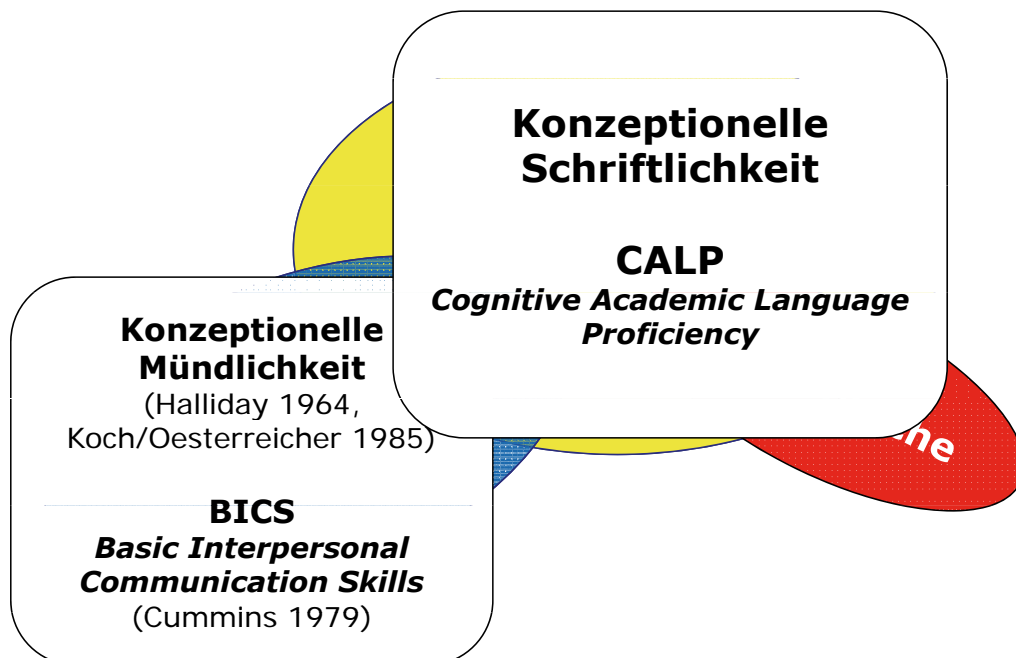 Konzeptionelle
Schriftlichkeit
CALP
Cognitive Academic Language
Proficiency
Konzeptionelle
Mündlichkeit
(Halliday 1964,
Koch/Oesterreicher 1985)
BICS
Basic Interpersonal
Communication Skills
(Cummins 1979)